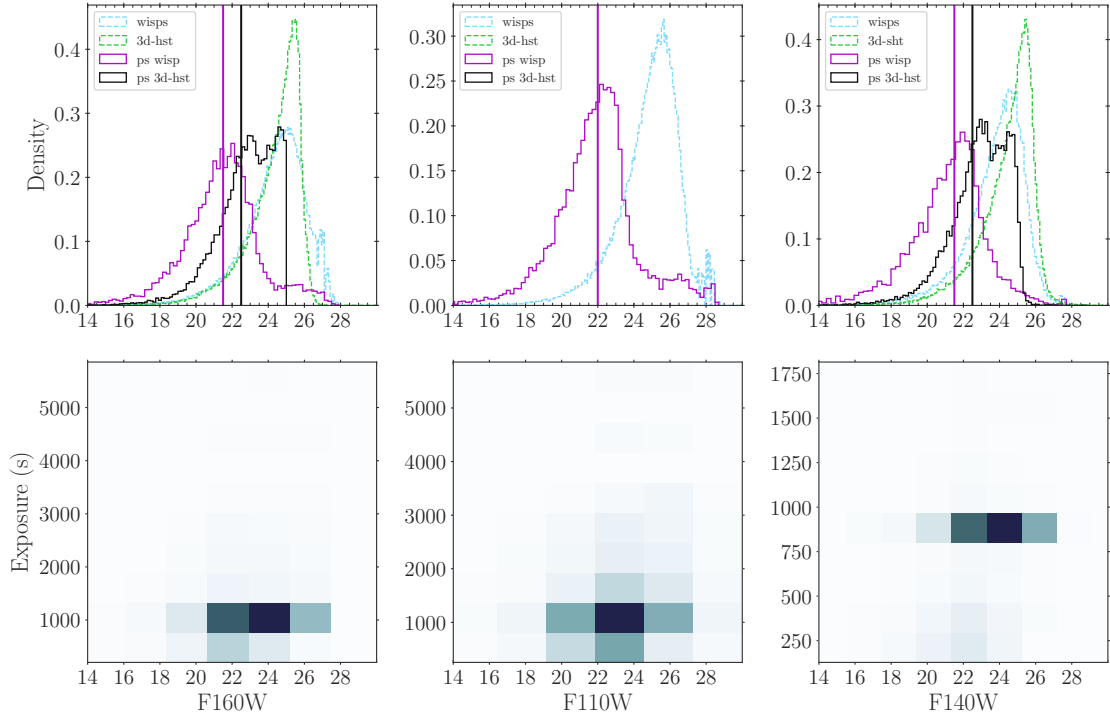 Density
0.4
0.3
0.2
0.1
0.0
wisps
3d-hst
ps wisp
ps 3d-hst
14 16 18 20 22 24 26 28
0.30
0.25
0.20
0.15
0.10
0.05
0.00
wisps
ps wisp
14 16 18 20 22 24 26 28
0.4
0.3
0.2
0.1
0.0
wisps
3d-sht
ps wisp
ps 3d-hst
14 16 18 20 22 24 26 28
Exposure (s)
5000
4000
3000
2000
1000
14 16 18 20 22 24 26 28
F160W
5000
4000
3000
2000
1000
14 16 18 20 22 24 26 28
F110W
1750
1500
1250
1000
750
500
250
14 16 18 20 22 24 26 28
F140W